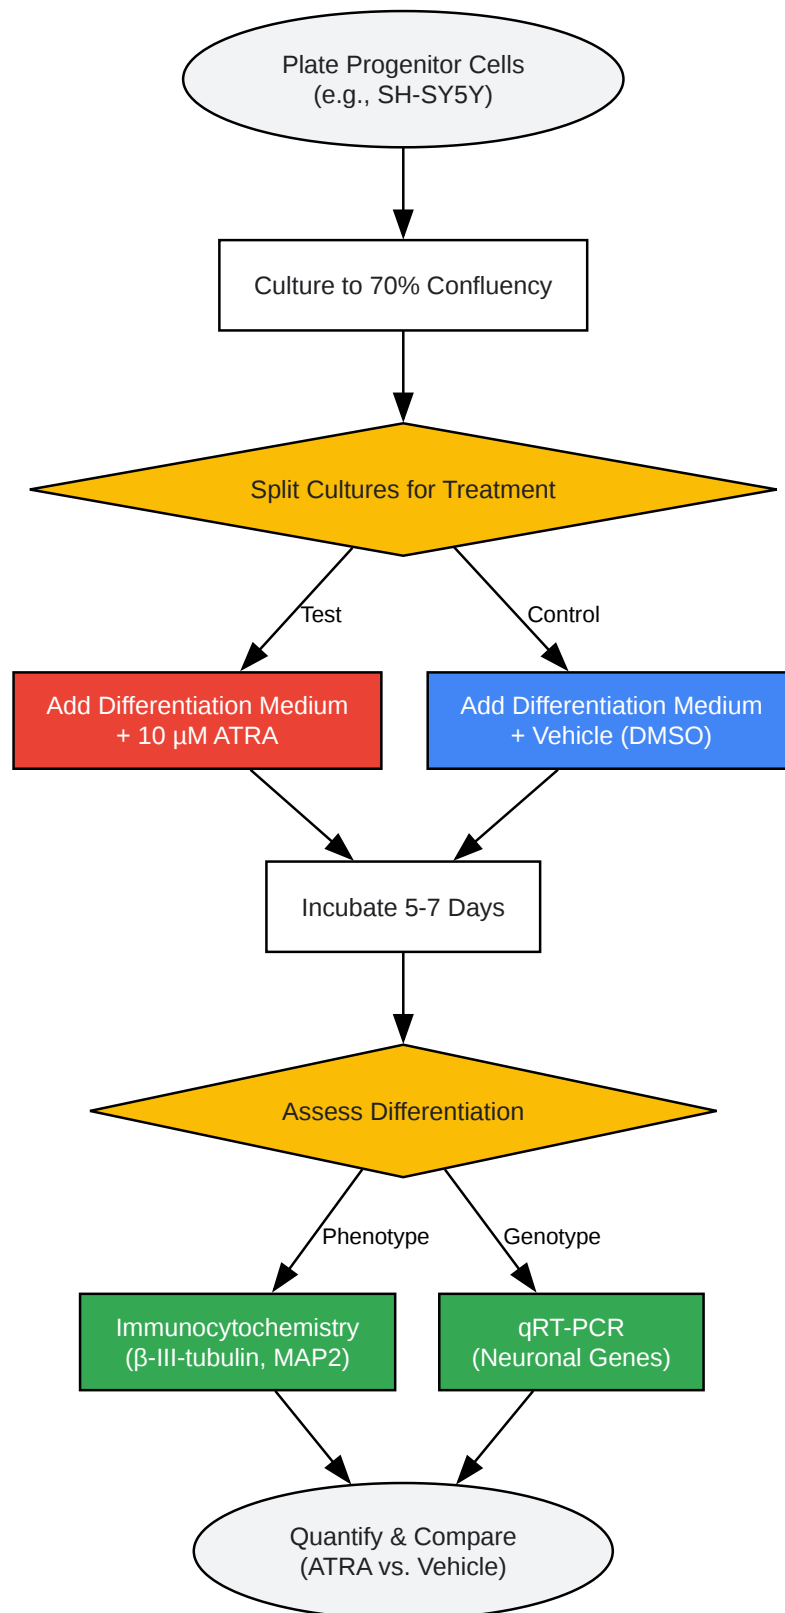 Plate Progenitor Cells
(e.g., SH-SY5Y)
Culture to 70% Confluency
Split Cultures for Treatment
Test
Control
Add Differentiation Medium
+ 10 µM ATRA
Add Differentiation Medium
+ Vehicle (DMSO)
Incubate 5-7 Days
Assess Differentiation
Phenotype
Genotype
Immunocytochemistry
(β-III-tubulin, MAP2)
qRT-PCR
(Neuronal Genes)
Quantify & Compare
(ATRA vs. Vehicle)